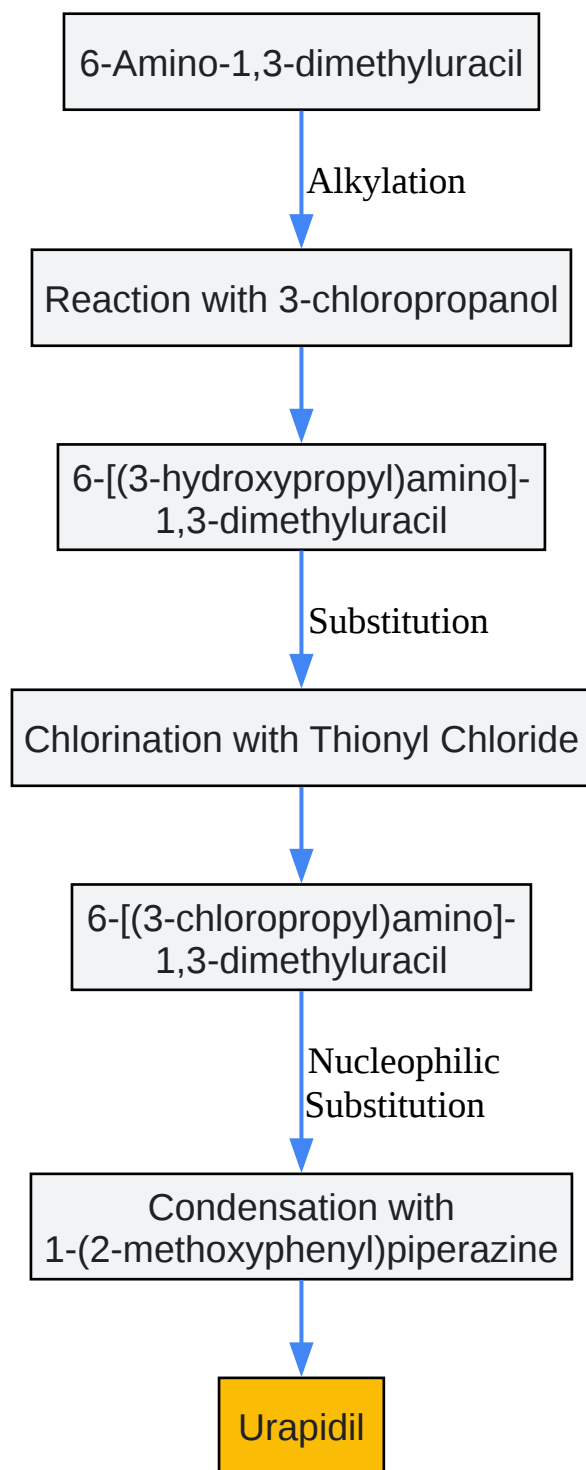 6-Amino-1,3-dimethyluracil
Alkylation
Reaction with 3-chloropropanol
6-[(3-hydroxypropyl)amino]-
1,3-dimethyluracil
Substitution
Chlorination with Thionyl Chloride
6-[(3-chloropropyl)amino]-
1,3-dimethyluracil
Nucleophilic
Substitution
Condensation with
1-(2-methoxyphenyl)piperazine
Urapidil